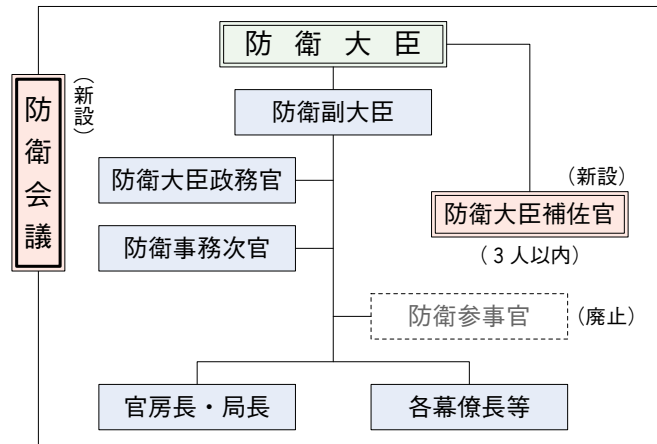 防衛大臣
防衛会議
(新設)
防衛副大臣
防衛大臣政務官
(新設)
防衛大臣補佐官
(3人以内)
防衛事務次官
防衛参事官
(廃止)
官房長・局長
各幕僚長等